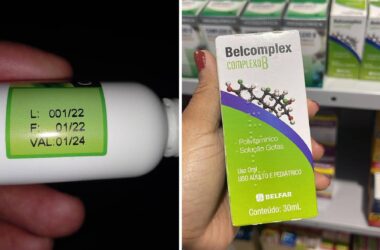 L: 001/22
F: 01/22
VAL:01/24
Belcomplex
COMPLEXO B
Polivitamínico
Solução Gotas
Uso Oral
USO ADULTO E PEDIÁTRICO
BELFAR
Conteúdo: 30mL